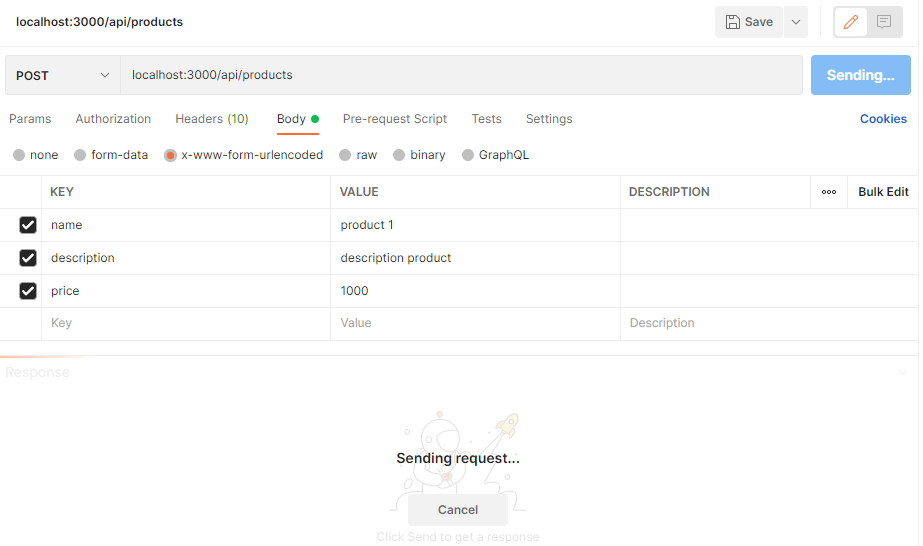 localhost:3000/api/products
Save
POST
localhost:3000/api/products
Sending...
Params Authorization Headers (10) Body Pre-request Script Tests Settings Cookies
none form-data x-www-form-urlencoded raw binary GraphQL
KEY VALUE DESCRIPTION ooo Bulk Edit
name product 1
description description product
price 1000
Key Value Description
Response
Sending request...
Cancel
Click Send to get a response